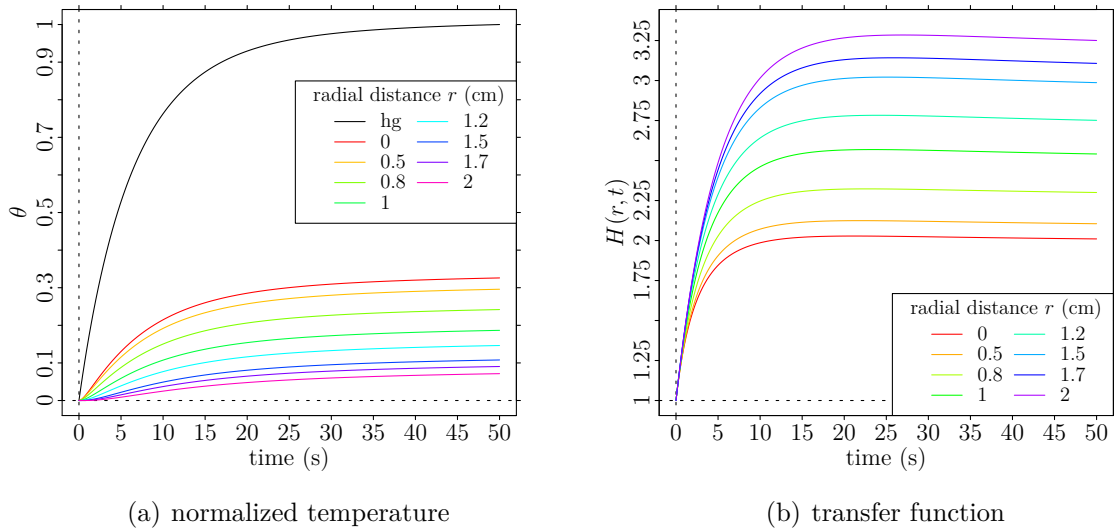 1
0.9
0.7
0.5
0.3
0.1
0
θ
radial distance r (cm)
hg 1.2
0 1.5
0.5 1.7
0.8 2
1
0 5 10 15 20 25 30 35 40 45 50
time (s)
(a) normalized temperature
3.25
3
2.75
2.25
2
1.75
1.25
1
H(r, t)
radial distance r (cm)
0 1.2
0.5 1.5
0.8 1.7
1 2
0 5 10 15 20 25 30 35 40 45 50
time (s)
(b) transfer function